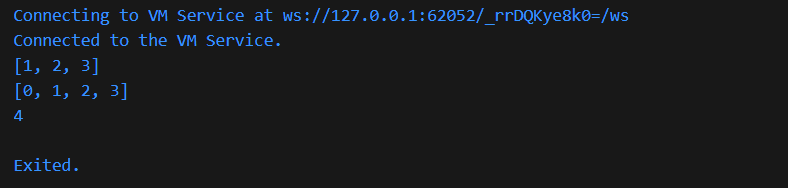 Connecting to VM Service at ws://127.0.0.1:62052/_rrDQKye8k0=/ws
Connected to the VM Service.
[1, 2, 3]
[0, 1, 2, 3]
4
Exited.